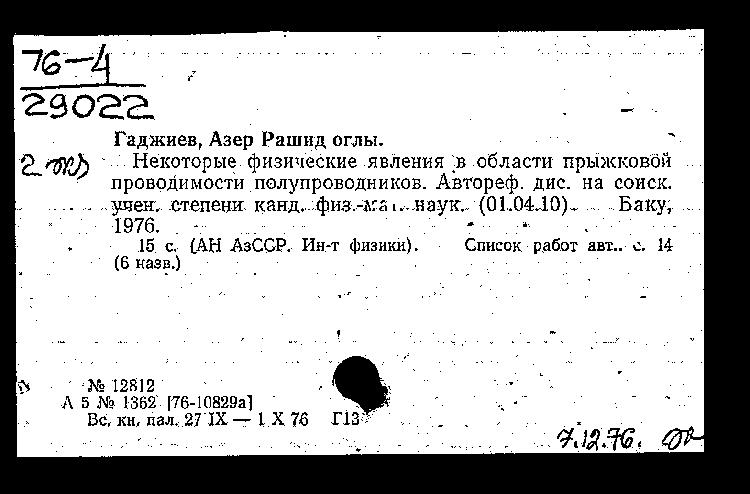 76-4
29022
2 экз
Гаджиев, Азер Рашид оглы.
Некоторые физические явления в области прыжковой
проводимости полупроводников. Автореф. дис. на соиск.
учен. степени канд. физ.-мат. наук. (01.04.10). Баку,
1976.
15 с. (АН АзССР. Ин-т физики). Список работ авт.: с. 14
(6 назв.)
№ 12812
А 5 № 1362 [76-10829а]
Вс. кн. пал. 27 IX — 1 X 76 Г13
7.12.76.